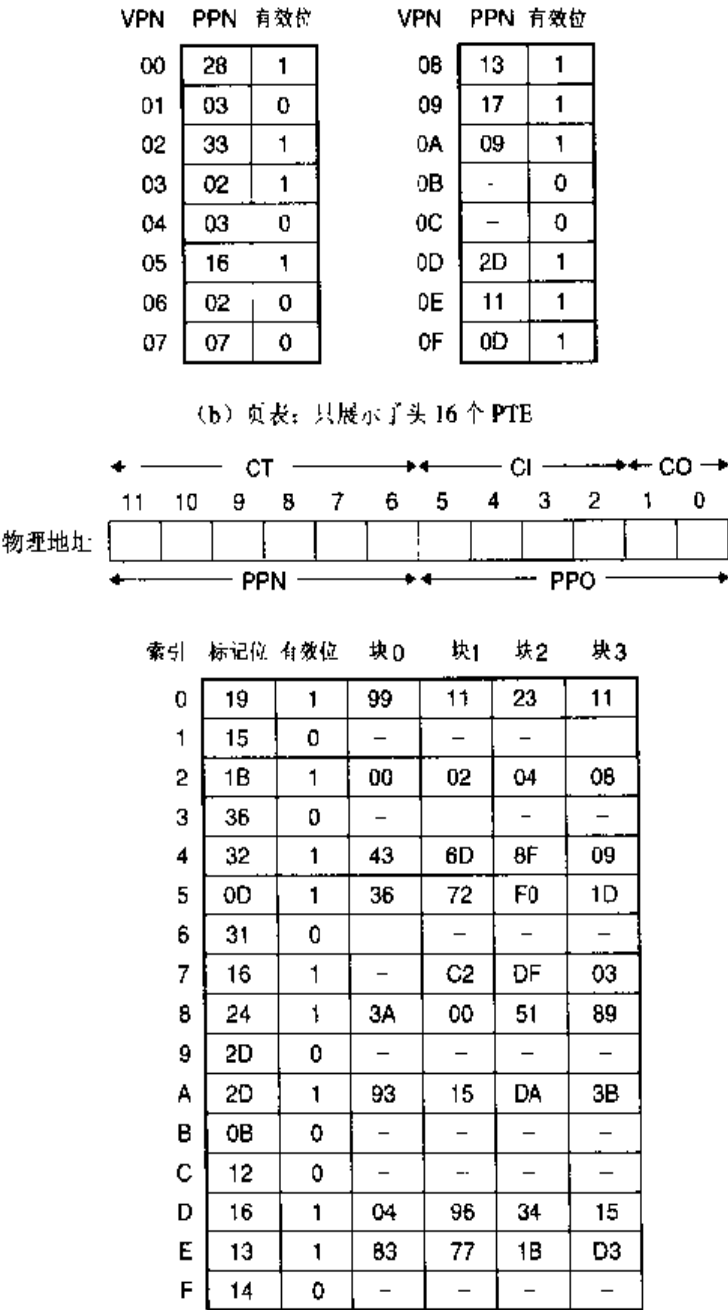 VPN PPN 有效位 VPN PPN 有效位
00 28 1 08 13 1
01 03 0 09 17 1
02 33 1 0A 09 1
03 02 1 0B - 0
04 03 0 0C – 0
05 16 1 0D 2D 1
06 02 0 0E 11 1
07 07 0 0F 0D 1
(b) 页表：只展示了头 16 个 PTE
CT CI CO
11 10 9 8 7 6 5 4 3 2 1 0
物理地址
PPN PPO
索引 标记位 有效位 块0 块1 块2 块3
0 19 1 99 11 23 11
1 15 0 – – –
2 1B 1 00 02 04 08
3 36 0 – – –
4 32 1 43 6D 8F 09
5 0D 1 36 72 F0 1D
6 31 0 – – –
7 16 1 – C2 DF 03
8 24 1 3A 00 51 89
9 2D 0 – – – –
A 2D 1 93 15 DA 3B
B 0B 0 – – – –
C 12 0 – – – –
D 16 1 04 96 34 15
E 13 1 83 77 1B D3
F 14 0 – – – –